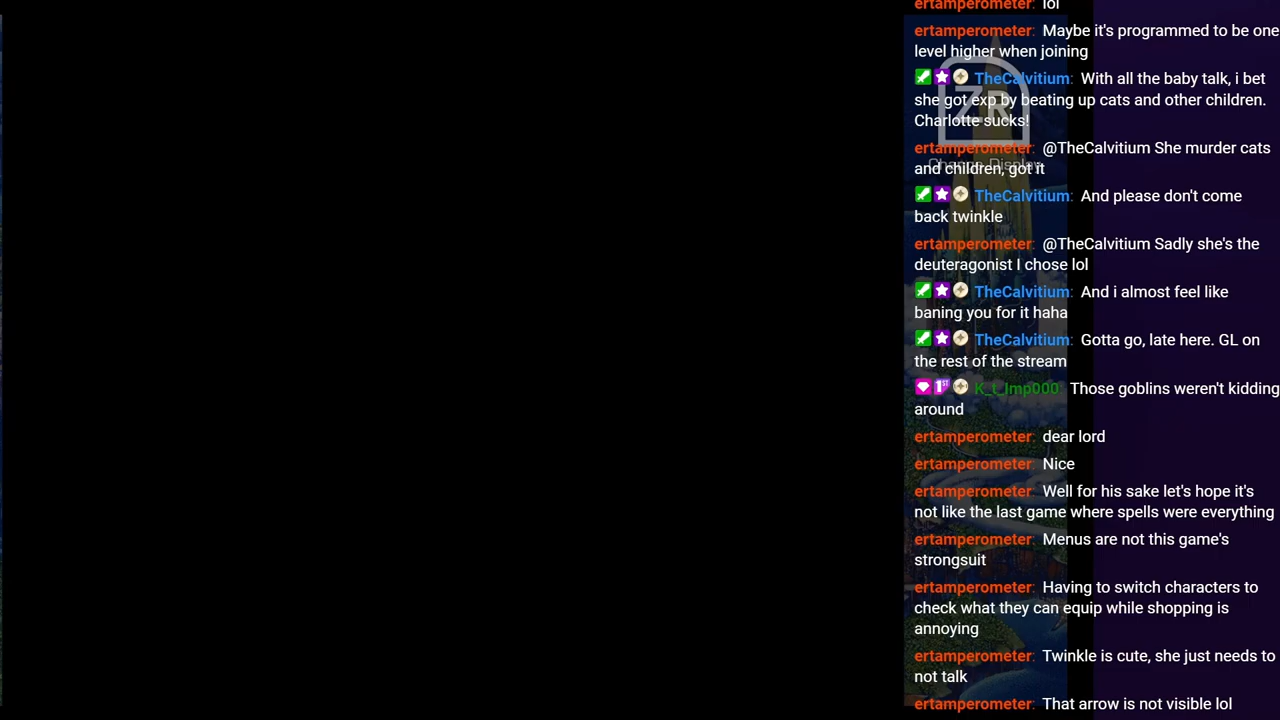 ertamperometer: lol
ertamperometer: Maybe it's programmed to be one
level higher when joining
TheCalvitium: With all the baby talk, i bet
she got exp by beating up cats and other children.
Charlotte sucks!
ZR
ertamperometer: @TheCalvitium She murder cats
and children, got it
Change Display
TheCalvitium: And please don't come
back twinkle
ertamperometer: @TheCalvitium Sadly she's the
deuteragonist I chose lol
TheCalvitium: And i almost feel like
baning you for it haha
TheCalvitium: Gotta go, late here. GL on
the rest of the stream
1ST K_t_Imp000: Those goblins weren't kidding
around
ertamperometer: dear lord
ertamperometer: Nice
ertamperometer: Well for his sake let's hope it's
not like the last game where spells were everything
ertamperometer: Menus are not this game's
strongsuit
ertamperometer: Having to switch characters to
check what they can equip while shopping is
annoying
ertamperometer: Twinkle is cute, she just needs to
not talk
ertamperometer: That arrow is not visible lol